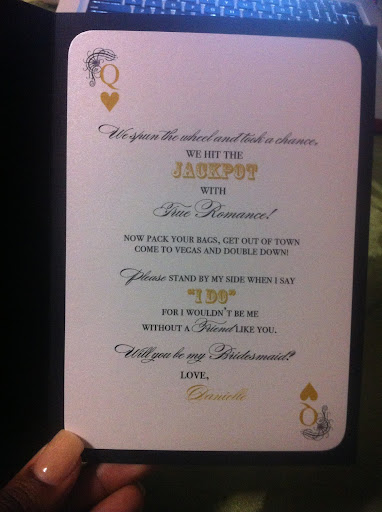 Q
We spun the wheel and took a chance,
WE HIT THE
JACKPOT
WITH
True Romance!
NOW PACK YOUR BAGS, GET OUT OF TOWN
COME TO VEGAS AND DOUBLE DOWN!
Please STAND BY MY SIDE WHEN I SAY
"I DO"
FOR I WOULDN'T BE ME
WITHOUT A Friend LIKE YOU.
Will you be my Bridesmaid?
LOVE,
Danielle
Q